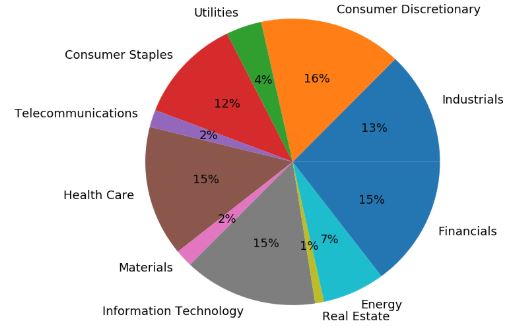 Utilities
Consumer Discretionary
Consumer Staples
4%
16%
Industrials
12%
Telecommunications
13%
2%
Health Care
15%
15%
2%
Financials
15%
7%
1%
Materials
Information Technology
Energy
Real Estate